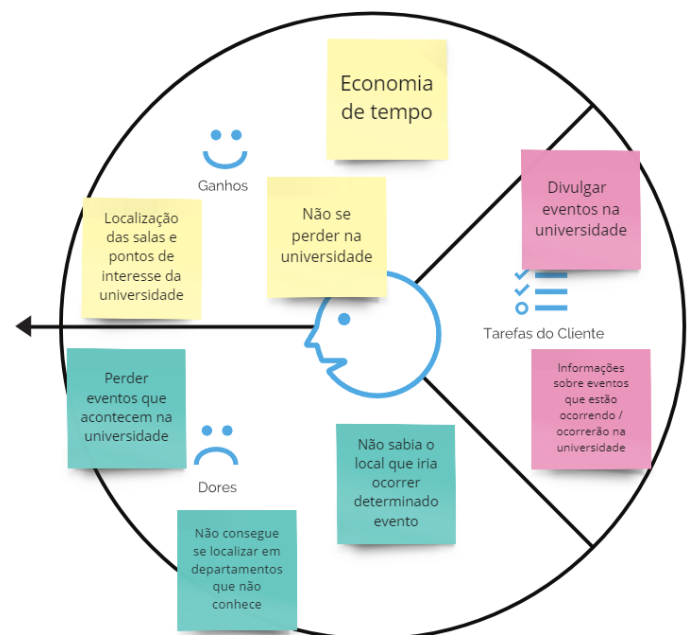 Economia
de tempo
Ganhos
Localização
das salas e
pontos de
interesse da
universidade
Não se
perder na
universidade
Divulgar
eventos na
universidade
Tarefas do Cliente
Informações
sobre eventos
que estão
ocorrendo /
ocorrerão na
universidade
Perder
eventos que
acontecem na
universidade
Dores
Não sabia o
local que iria
ocorrer
determinado
evento
Não consegue
se localizar em
departamentos
que não
conhece